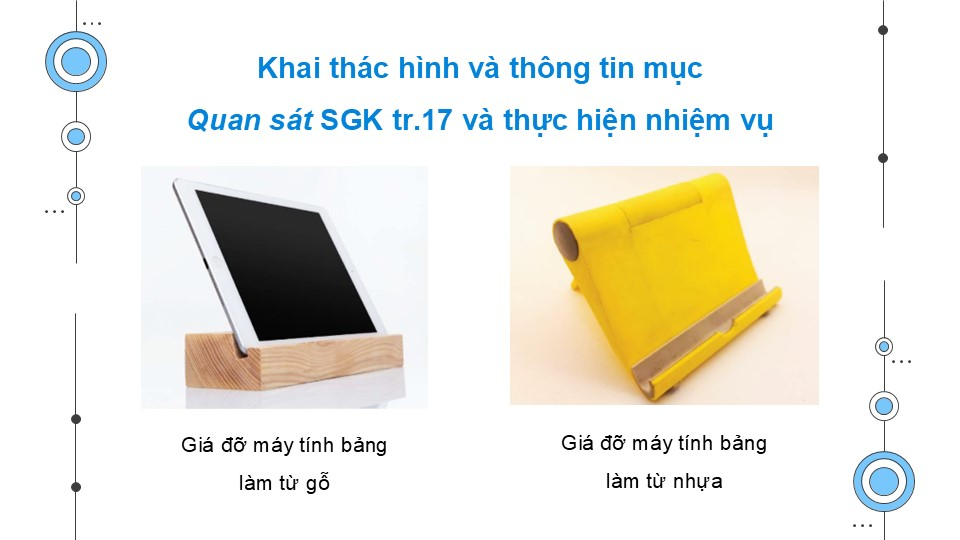 Khai thác hình và thông tin mục
Quan sát SGK tr.17 và thực hiện nhiệm vụ
Giá đỡ máy tính bảng
làm từ gỗ
Giá đỡ máy tính bảng
làm từ nhựa